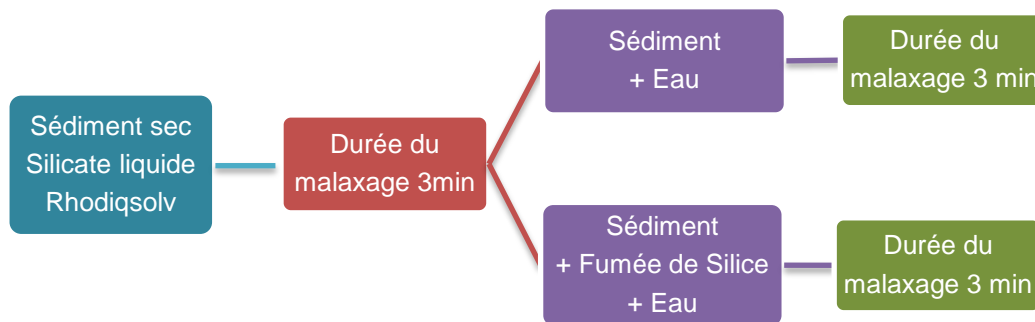 Sédiment sec
Silicate liquide
Rhodiqsolv
Durée du
malaxage 3min
Sédiment
+ Eau
Durée du
malaxage 3 min
Sédiment
+ Fumée de Silice
+ Eau
Durée du
malaxage 3 min